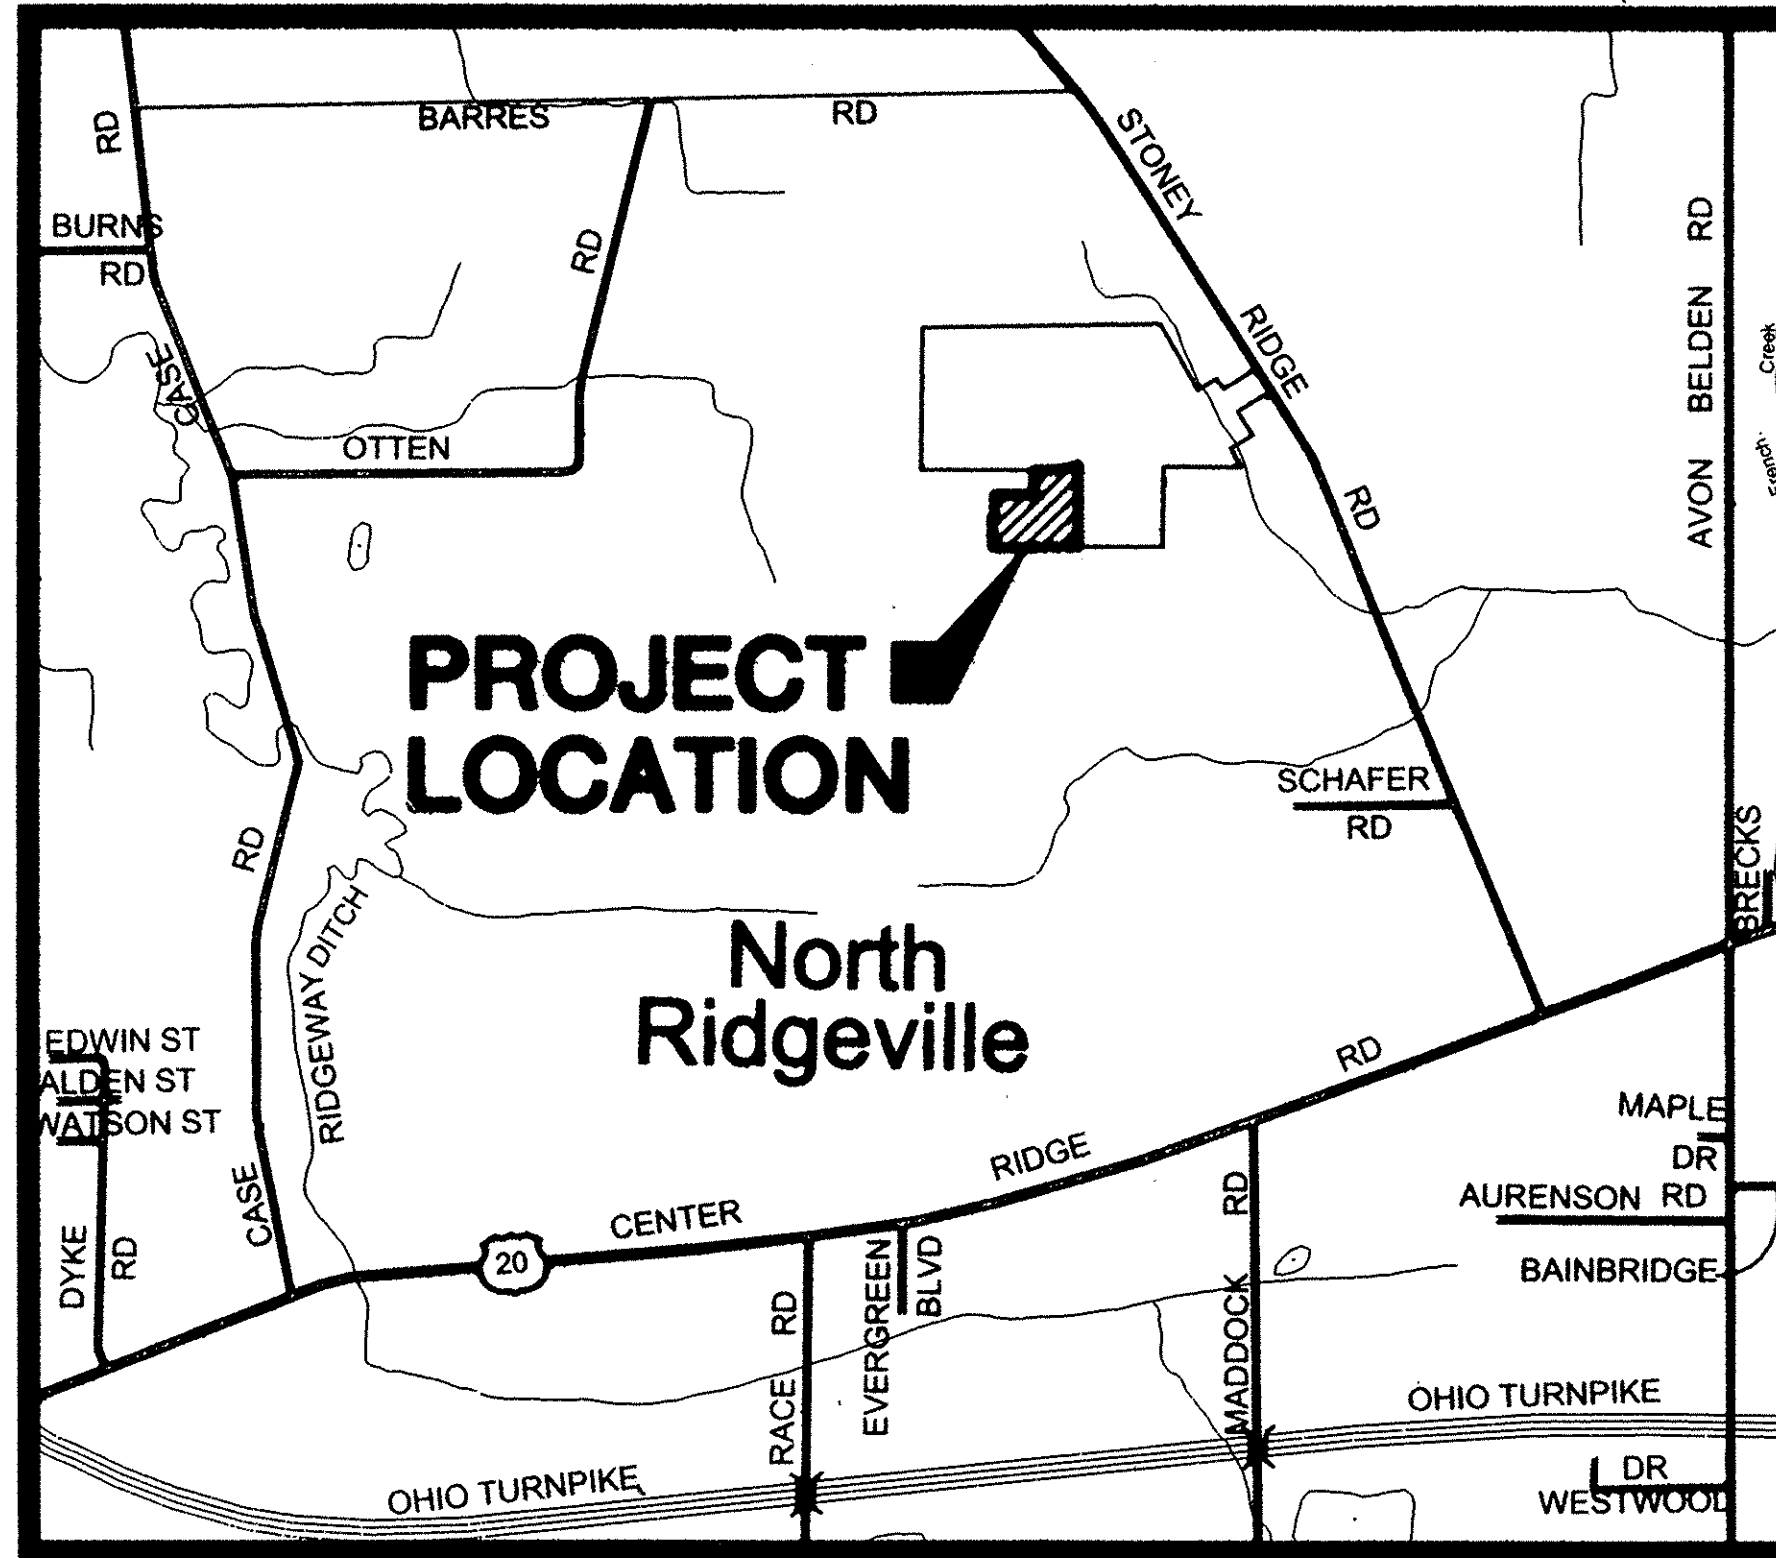 BARRES RD
RD
BURNS
RD
STONEY
RIDGE
RD
RD
CASE
OTTEN
AVON BELDEN RD
Creek
French
PROJECT
LOCATION
SCHAFER
RD
RD
RIDGEWAY DITCH
BRECKS
North
Ridgeville
EDWIN ST
ALDEN ST
WATSON ST
DYKE
RD
CASE
20
CENTER
RIDGE
RD
MAPLE
DR
AURENSON RD
BAINBRIDGE
RACE RD
EVERGREEN
BLVD
MADDOCK RD
OHIO TURNPIKE
OHIO TURNPIKE
DR
WESTWOOD